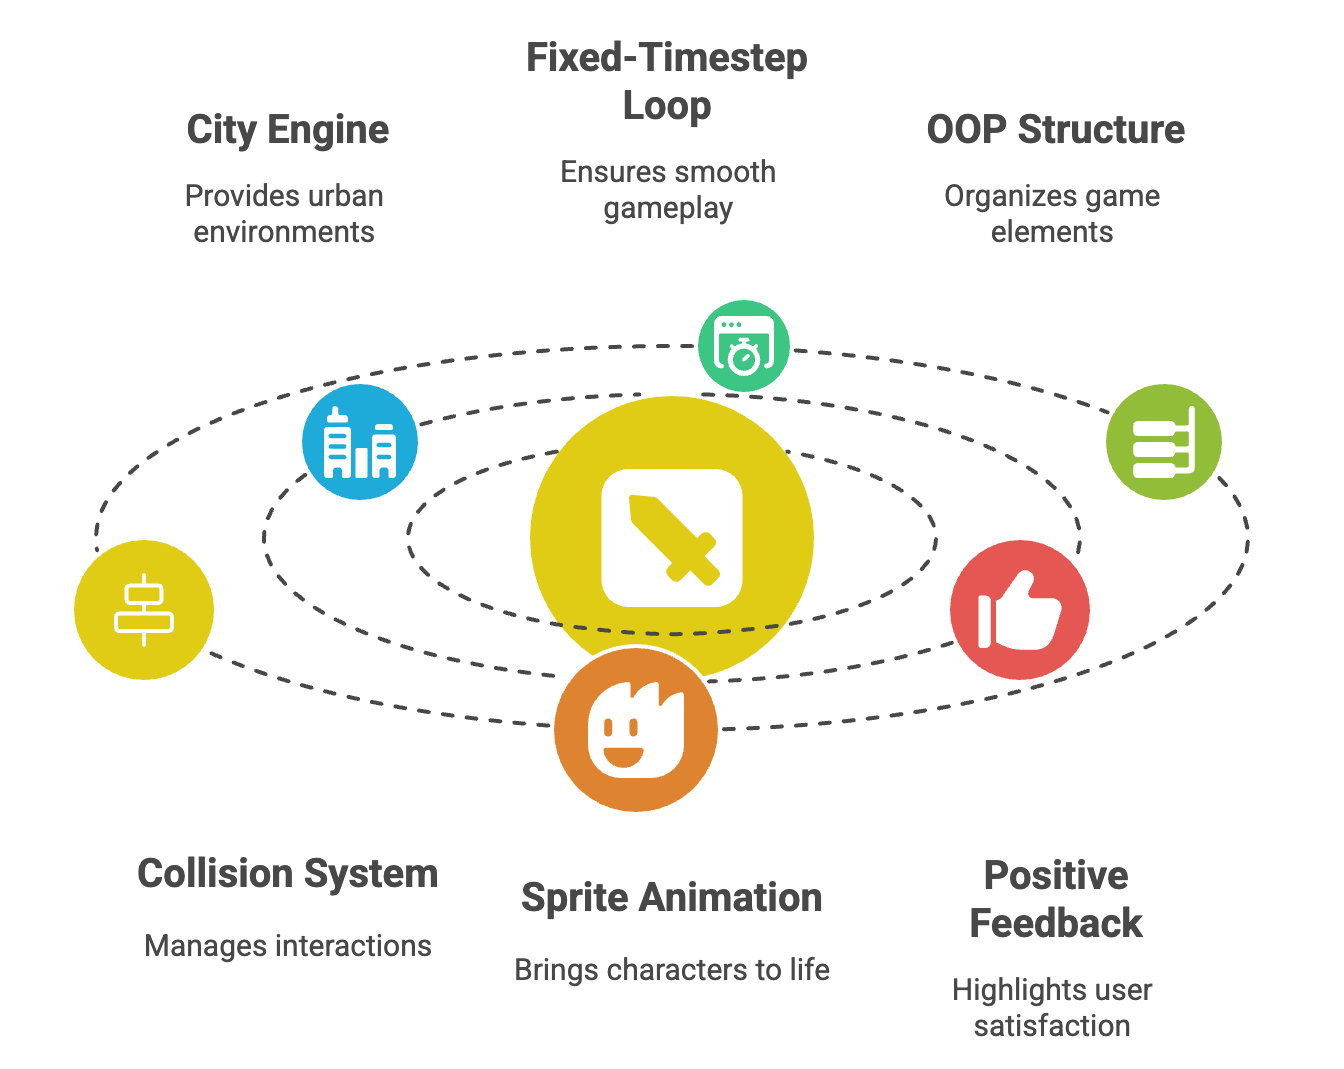 Fixed-Timestep
Loop
Ensures smooth
gameplay
City Engine
Provides urban
environments
OOP Structure
Organizes game
elements
Collision System
Manages interactions
Sprite Animation
Brings characters to life
Positive
Feedback
Highlights user
satisfaction